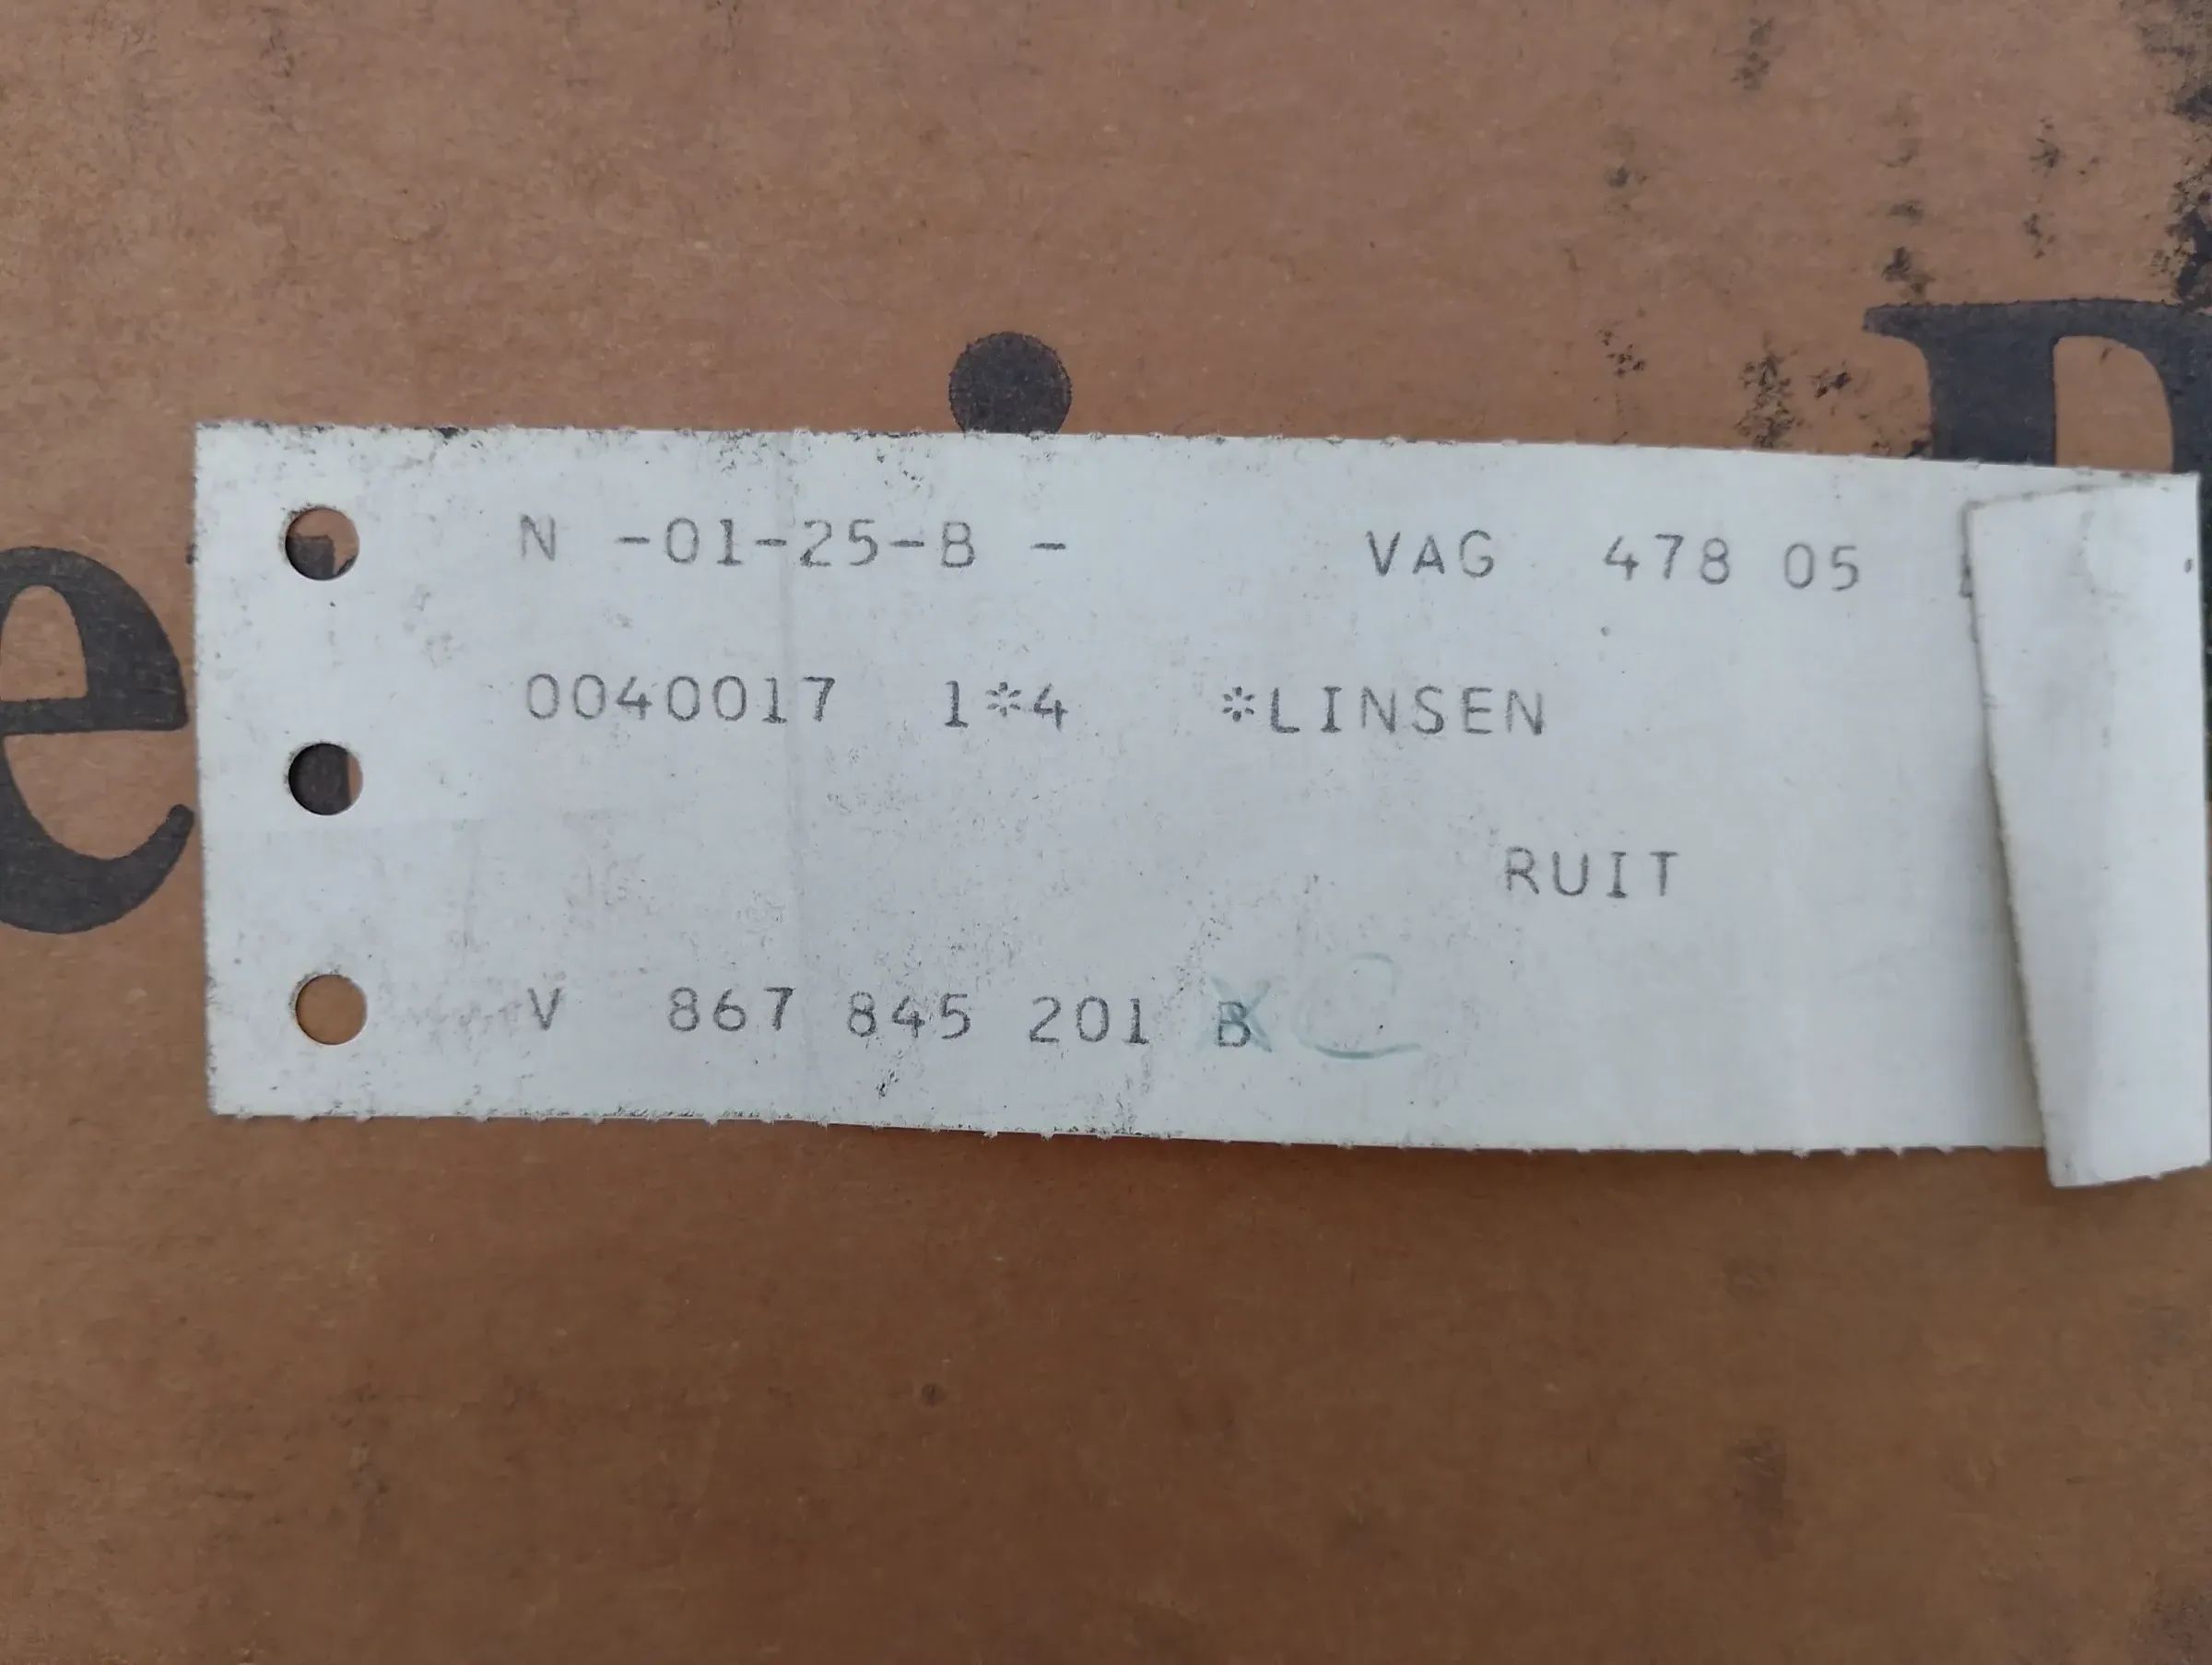 N -01-25-B - VAG 478 05
0040017 1*4 *LINSEN
RUIT
V 867 845 201 B C